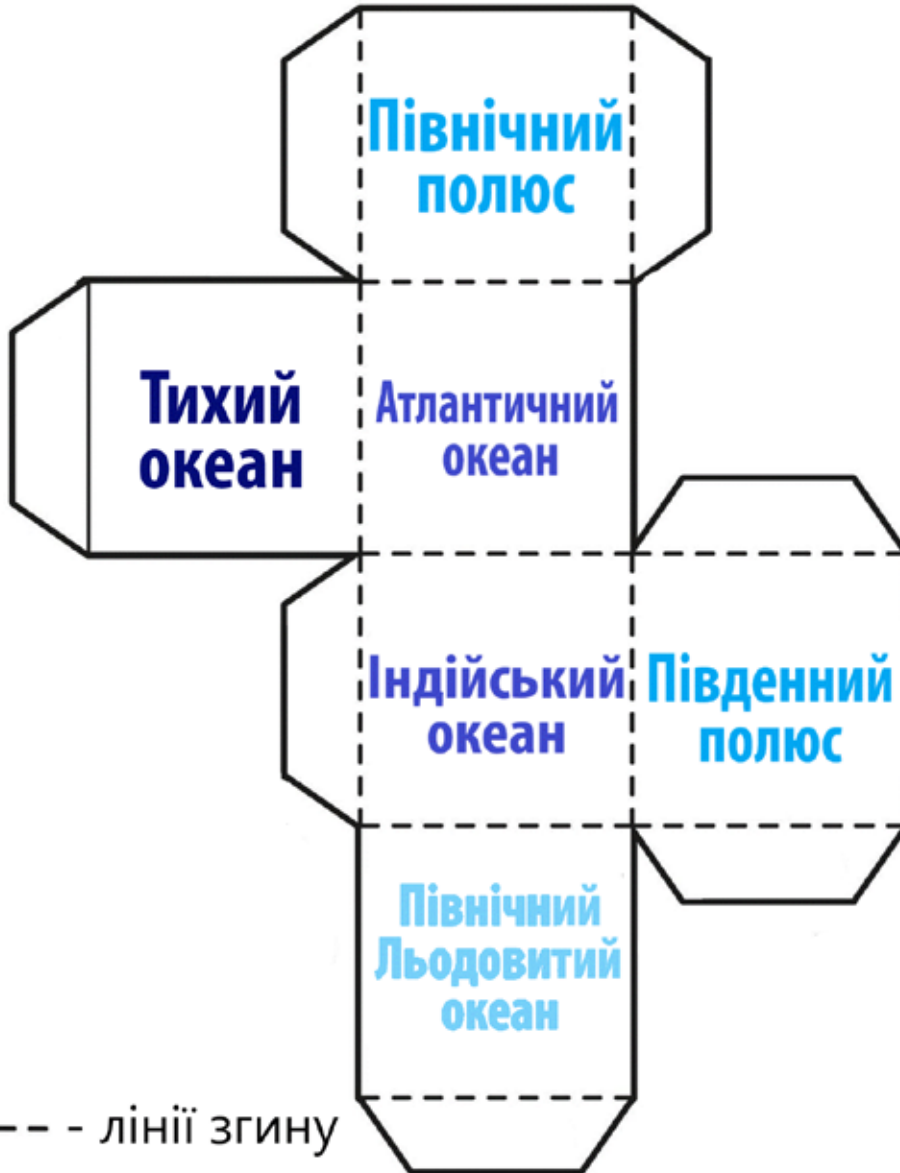 Північний
полюс
Тихий
океан
Атлантичний
океан
Індійський
океан
Південний
полюс
Північний
Льодовитий
океан
--- - лінії згину